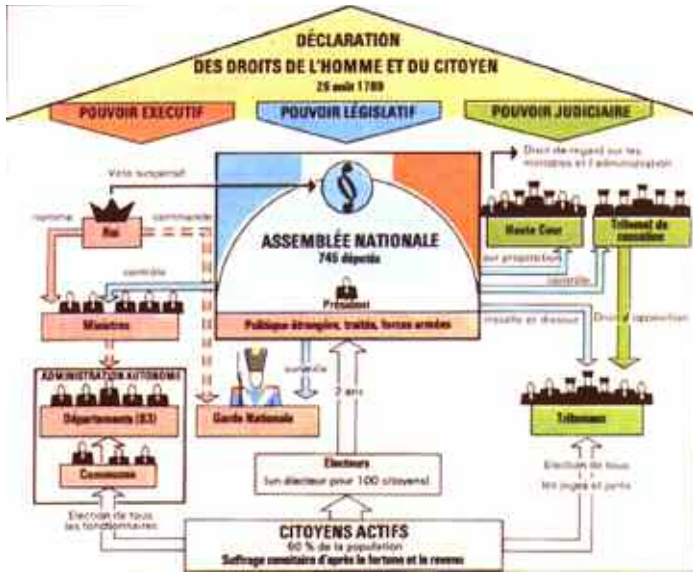 DÉCLARATION
DES DROITS DE L'HOMME ET DU CITOYEN
26 août 1789
POUVOIR EXECUTIF
POUVOIR LÉGISLATIF
POUVOIR JUDICIAIRE
Droit de regard sur les
ministres et l'administration
Veto suspensif
nomme
commande
Roi
ASSEMBLÉE NATIONALE
745 députés
Haute Cour
Tribunal de
cassation
sur proposition
contrôle
contrôle
Président
Ministres
Politique étrangère, traités, forces armées
installe et dissout
Droit d'opposition
ADMINISTRATION AUTONOME
surveille
2 ans
Départements (83)
Garde Nationale
Tribunaux
Communes
Electeurs
(un électeur pour 100 citoyens)
Election de tous
les juges et jurés
Election de tous
les fonctionnaires
CITOYENS ACTIFS
60 % de la population
Suffrage censitaire d'après la fortune et le revenu